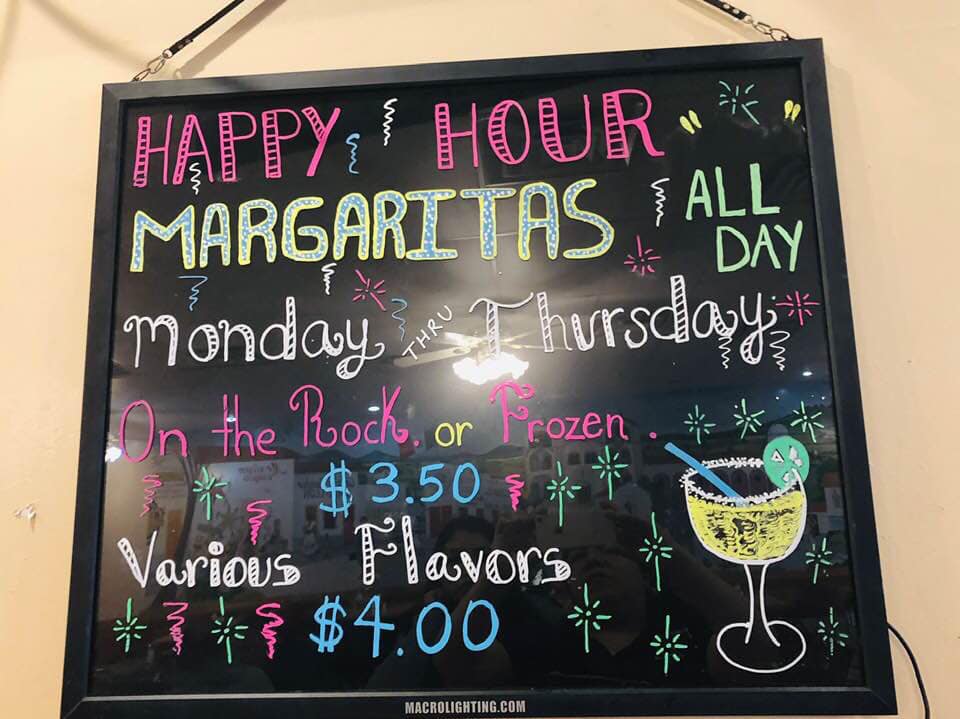 HAPPY HOUR
MARGARITAS ALL DAY
Monday THRU Thursday
On the Rock. or Frozen.
$3.50
Various Flavors
$4.00
MACROLIGHTING.COM